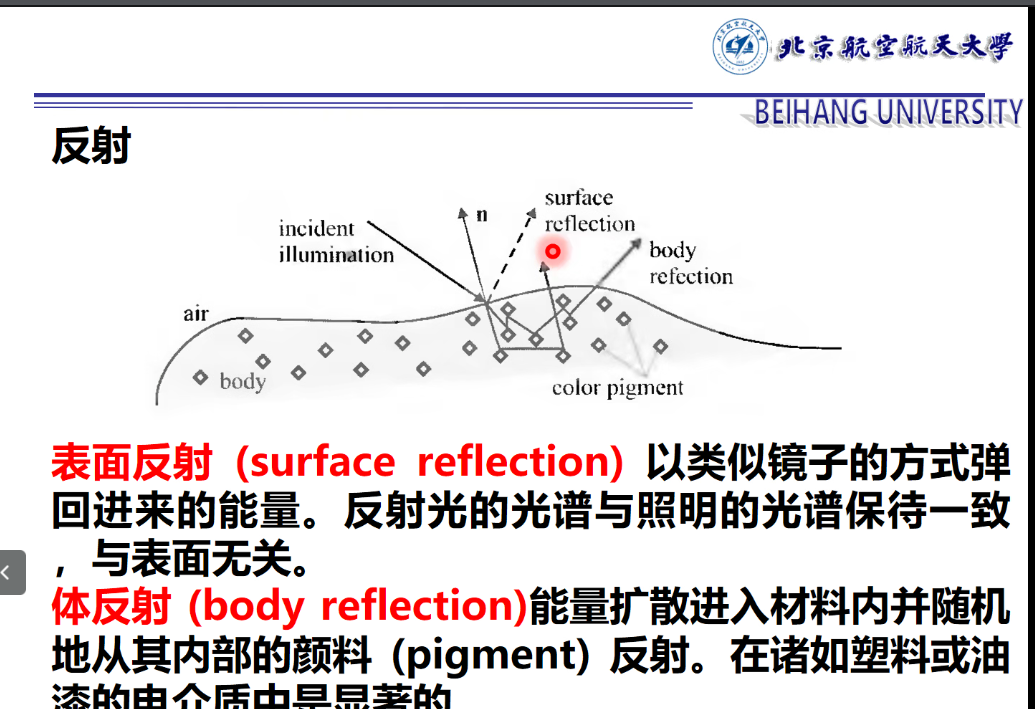 北京航空航天大學
BEIHANG UNIVERSITY
反射
surface
reflection
n
incident
illumination
body
refection
air
body
color pigment
表面反射 (surface reflection) 以类似镜子的方式弹
回进来的能量。反射光的光谱与照明的光谱保待一致
，与表面无关。
体反射 (body reflection)能量扩散进入材料内并随机
地从其内部的颜料 (pigment) 反射。在诸如塑料或油
漆的电介质中是显著的